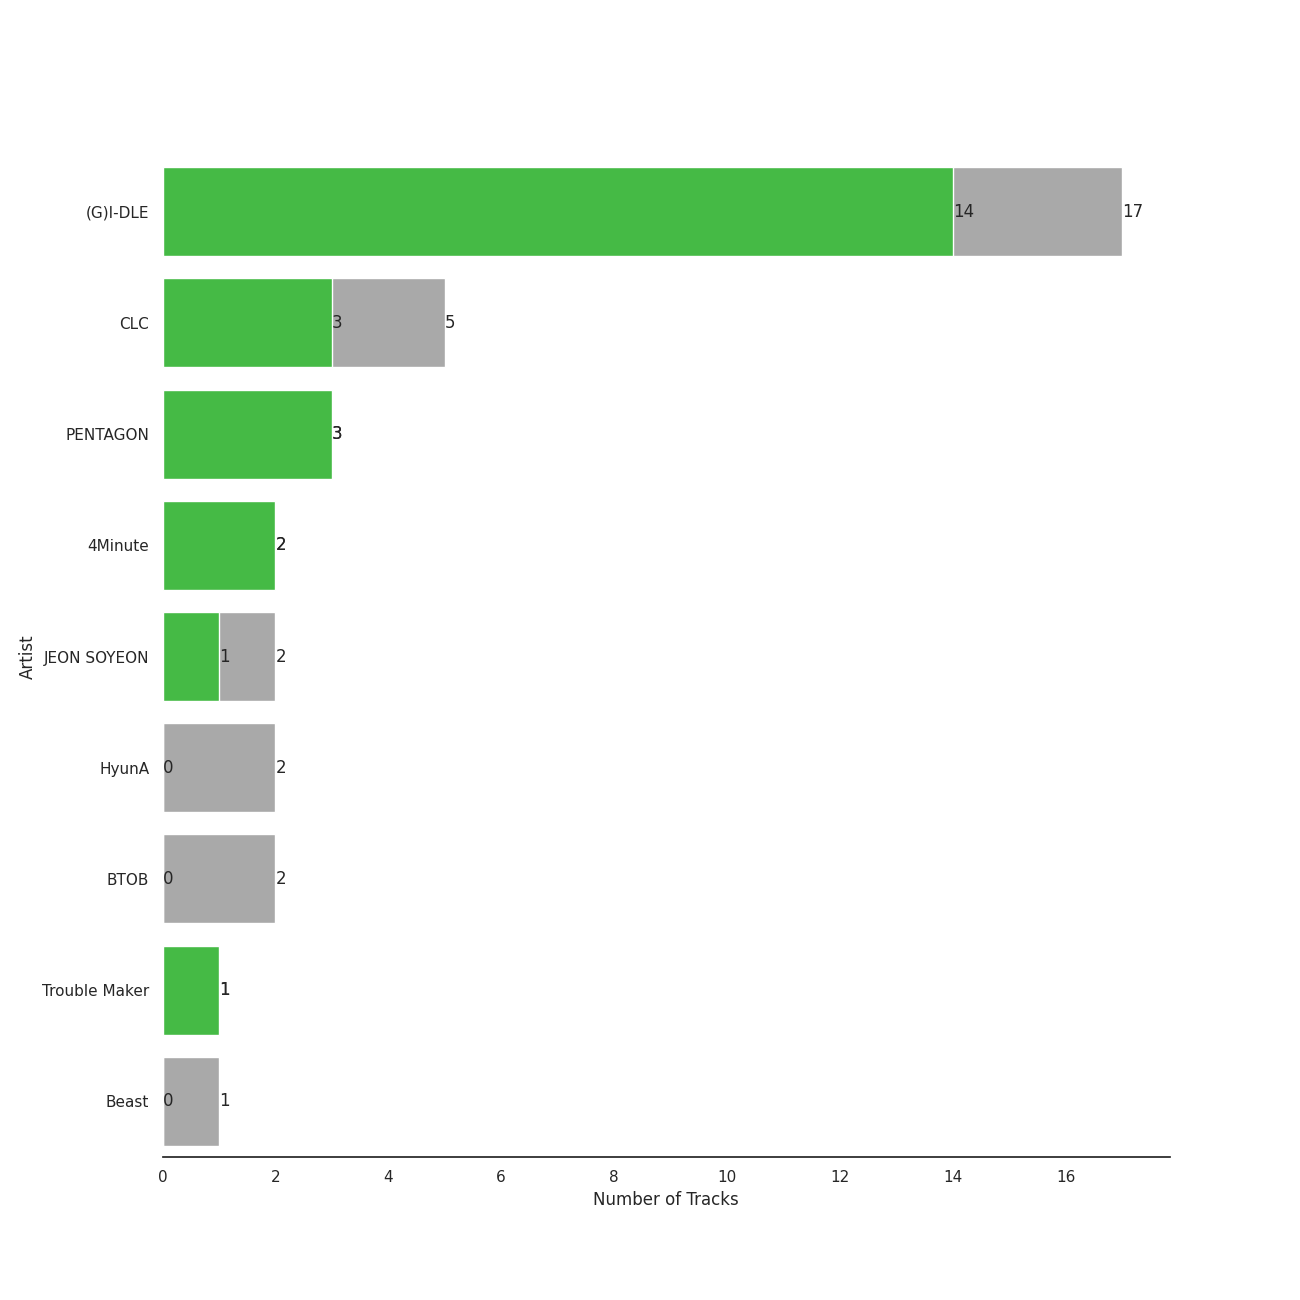 (G)I-DLE 14 17
CLC 3 5
PENTAGON 3
4Minute 2
JEON SOYEON 1 2
HyunA 0 2
BTOB 0 2
Trouble Maker 1
Beast 0 1
Artist
0 2 4 6 8 10 12 14 16
Number of Tracks